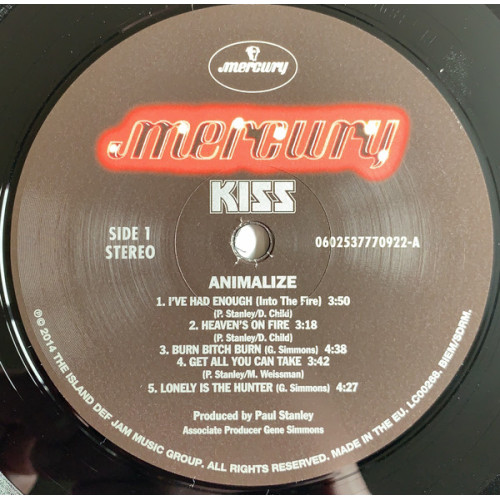 mercury
mercury
KISS
SIDE 1
STEREO
0602537770922-A
ANIMALIZE
1. I'VE HAD ENOUGH (Into The Fire) 3:50
(P. Stanley/D. Child)
2. HEAVEN'S ON FIRE 3:18
(P. Stanley/D. Child)
3. BURN BITCH BURN (G. Simmons) 4:38
4. GET ALL YOU CAN TAKE 3:42
(P. Stanley/M. Weissman)
5. LONELY IS THE HUNTER (G. Simmons) 4:27
Produced by Paul Stanley
Associate Producer Gene Simmons
℗ © 2014 THE ISLAND DEF JAM MUSIC GROUP. ALL RIGHTS RESERVED. MADE IN THE EU. LC00268. BIEM/SDRM.